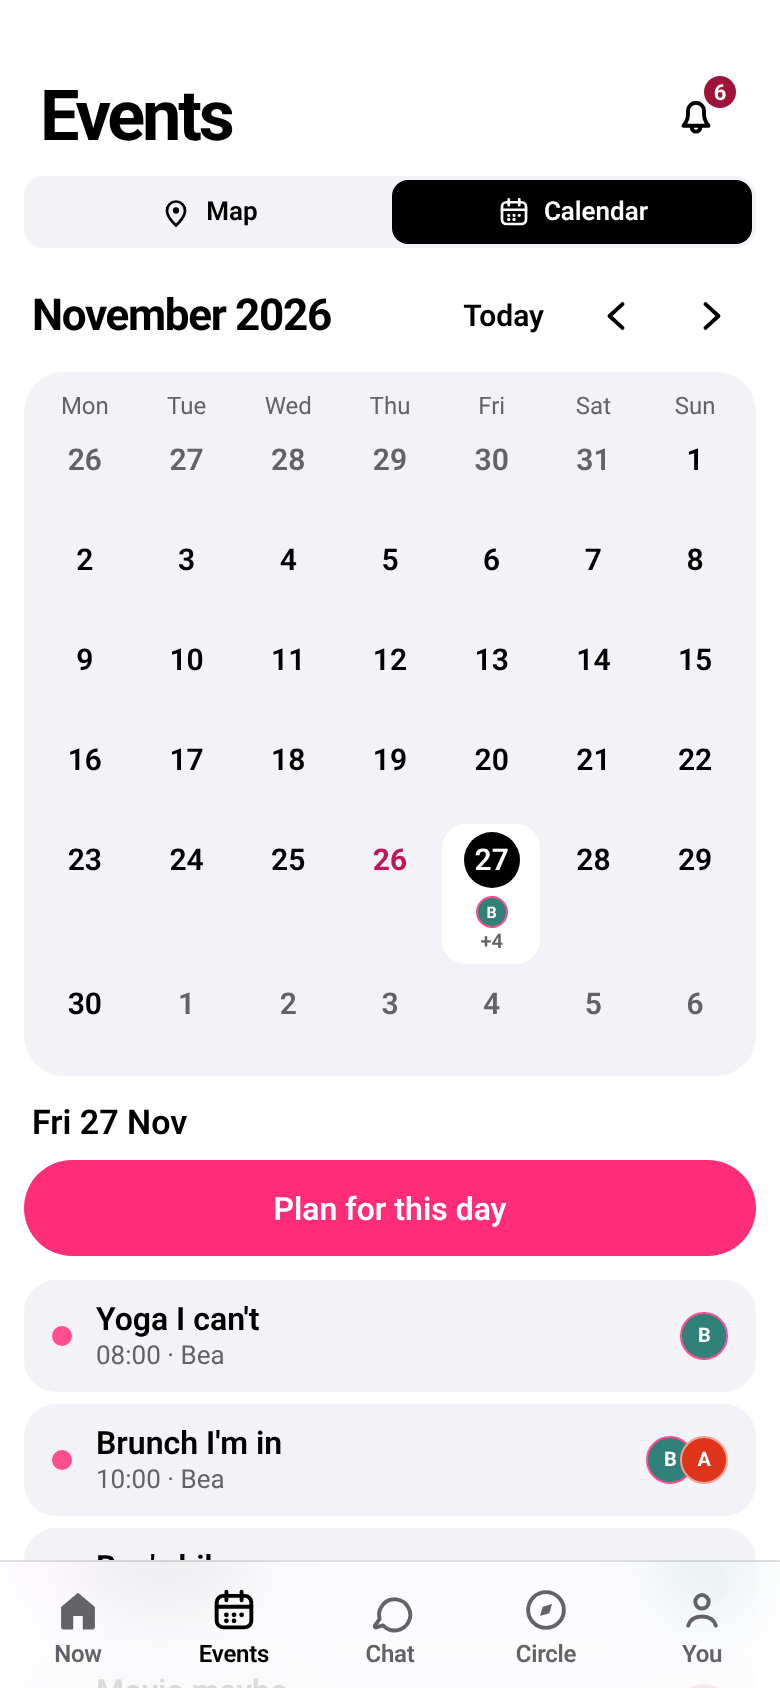 Events
6
Map
Calendar
November 2026
Today
Mon Tue Wed Thu Fri Sat Sun
26 27 28 29 30 31 1
2 3 4 5 6 7 8
9 10 11 12 13 14 15
16 17 18 19 20 21 22
23 24 25 26 27 28 29
B
+4
30 1 2 3 4 5 6
Fri 27 Nov
Plan for this day
Yoga I can't
08:00 · Bea
B
Brunch I'm in
10:00 · Bea
B A
Now Events Chat Circle You
Movie maybe